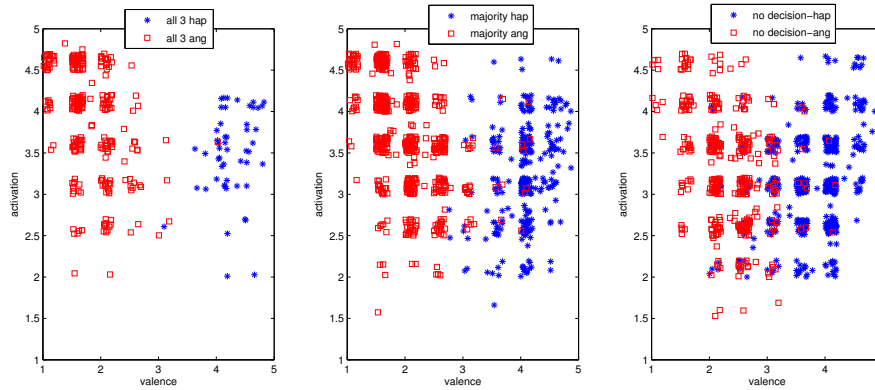 all 3 hap
all 3 ang
majority hap
majority ang
no decision-hap
no decision-ang
5
4.5
4
3.5
3
2.5
2
1.5
1
activation
1 2 3 4 5
valence
5
4.5
4
3.5
3
2.5
2
1.5
1
activation
1 2 3 4 5
valence
5
4.5
4
3.5
3
2.5
2
1.5
1
activation
1 2 3 4
valence